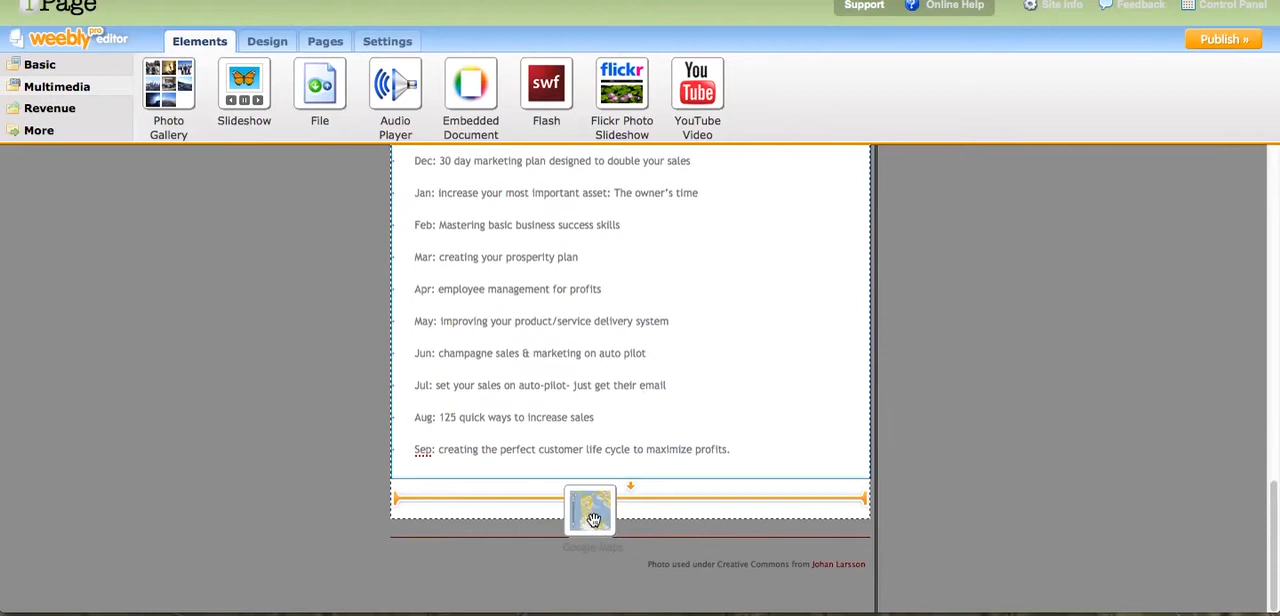 iPage
Support Online Help Site Info Feedback Control Panel
weebly pro editor
Elements Design Pages Settings
Publish »
Basic
Multimedia
Revenue
More
swf
flickr
You
Tube
Photo Gallery
Slideshow
File
Audio Player
Embedded Document
Flash
Flickr Photo Slideshow
YouTube Video
Dec: 30 day marketing plan designed to double your sales
Jan: increase your most important asset: The owner's time
Feb: Mastering basic business success skills
Mar: creating your prosperity plan
Apr: employee management for profits
May: improving your product/service delivery system
Jun: champagne sales & marketing on auto pilot
Jul: set your sales on auto-pilot- just get their email
Aug: 125 quick ways to increase sales
Sep: creating the perfect customer life cycle to maximize profits.
Google Maps
Photo used under Creative Commons from Johan Larsson